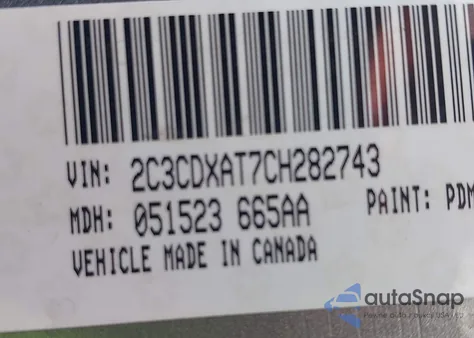 VIN: 2C3CDXAT7CH282743
MDH: 051523 665AA PAINT: PDM
VEHICLE MADE IN CANADA
autoSnap